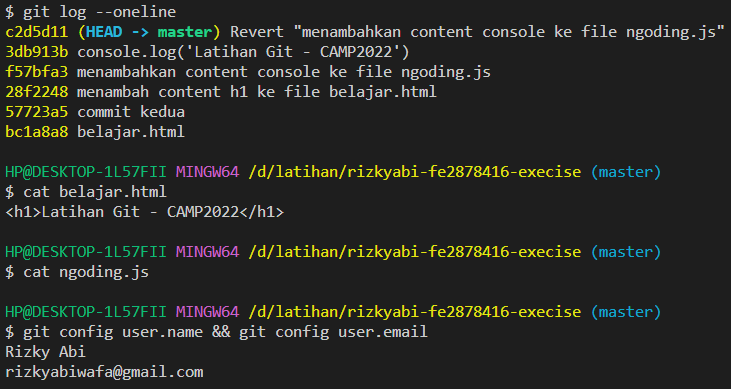 $ git log --oneline
c2d5d11 (HEAD -> master) Revert "menambahkan content console ke file ngoding.js"
3db913b console.log('Latihan Git - CAMP2022')
f57bfa3 menambahkan content console ke file ngoding.js
28f2248 menambah content h1 ke file belajar.html
57723a5 commit kedua
bc1a8a8 belajar.html
HP@DESKTOP-1L57FII MINGW64 /d/latihan/rizkyabi-fe2878416-execise (master)
$ cat belajar.html
<h1>Latihan Git - CAMP2022</h1>
HP@DESKTOP-1L57FII MINGW64 /d/latihan/rizkyabi-fe2878416-execise (master)
$ cat ngoding.js
HP@DESKTOP-1L57FII MINGW64 /d/latihan/rizkyabi-fe2878416-execise (master)
$ git config user.name && git config user.email
Rizky Abi
rizkyabiwafa@gmail.com